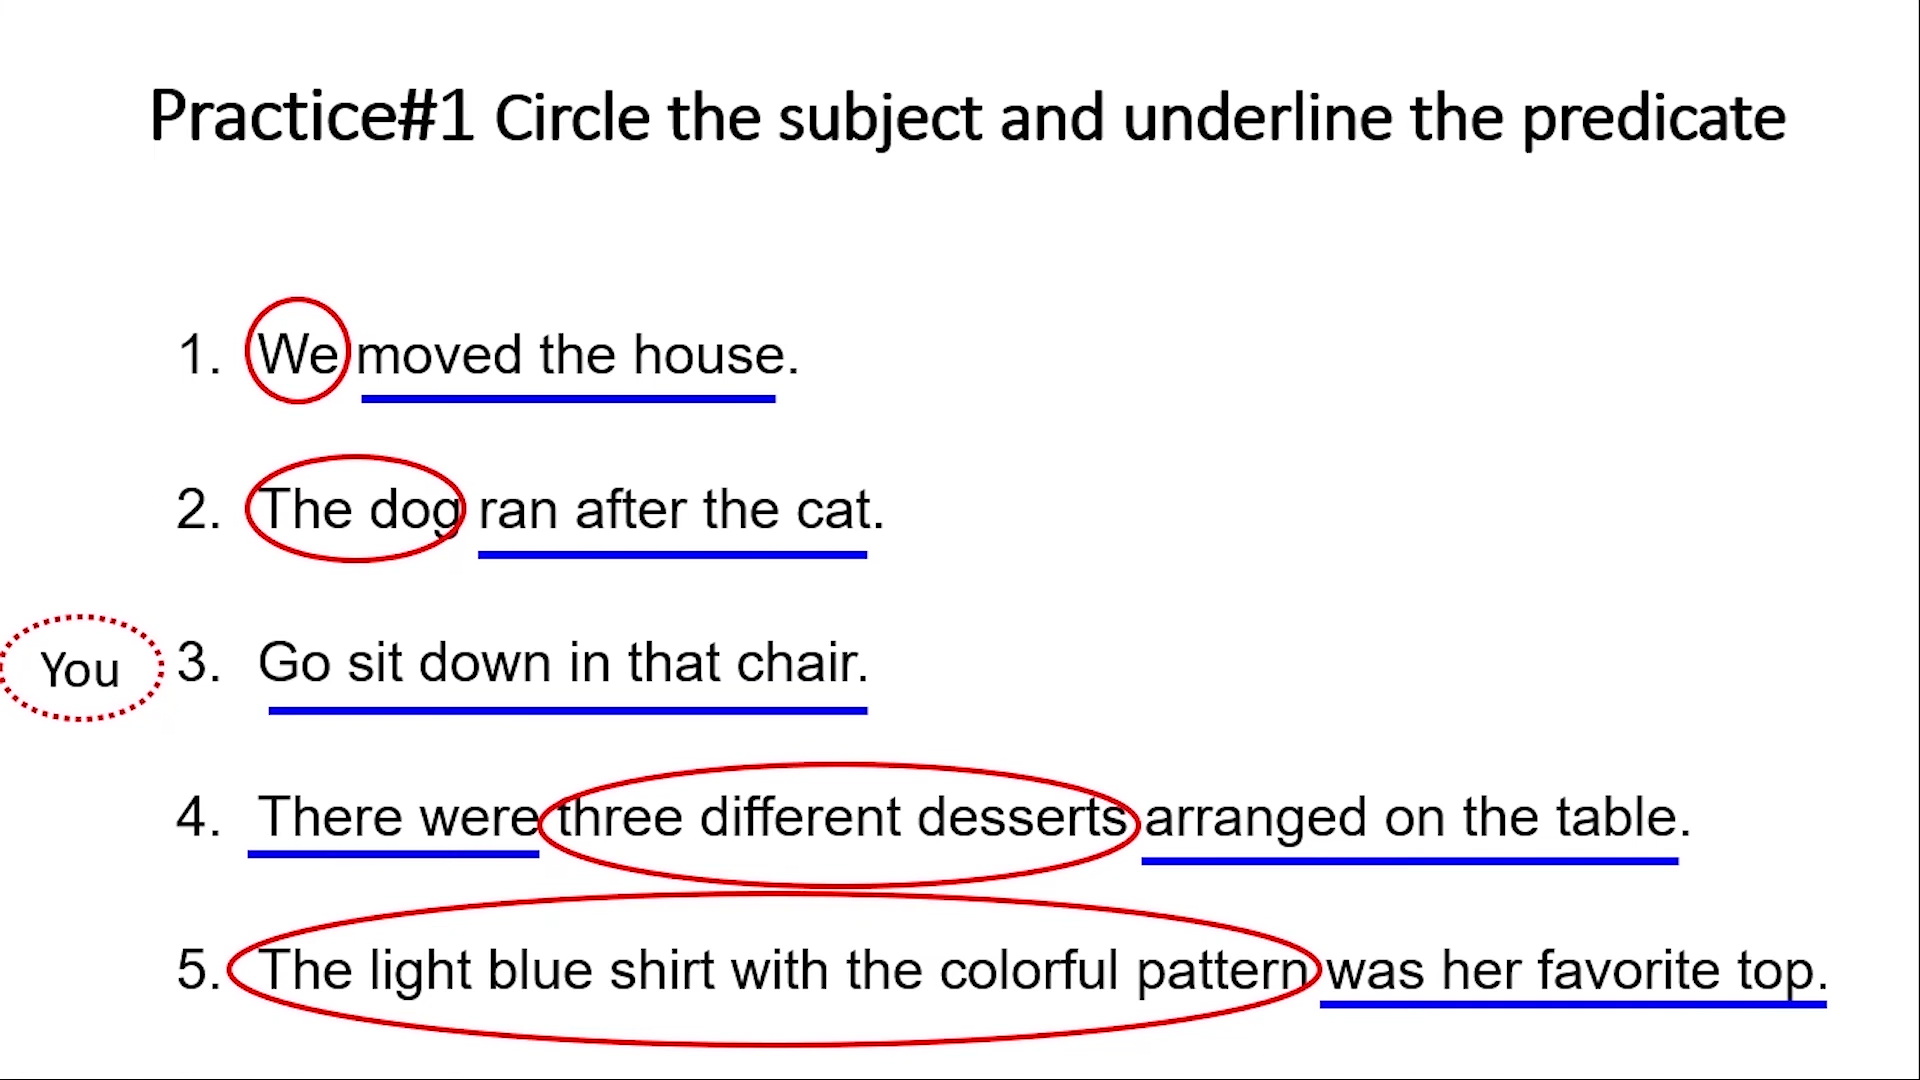 Practice#1 Circle the subject and underline the predicate
1. We moved the house.
2. The dog ran after the cat.
You 3. Go sit down in that chair.
4. There were three different desserts arranged on the table.
5. The light blue shirt with the colorful pattern was her favorite top.